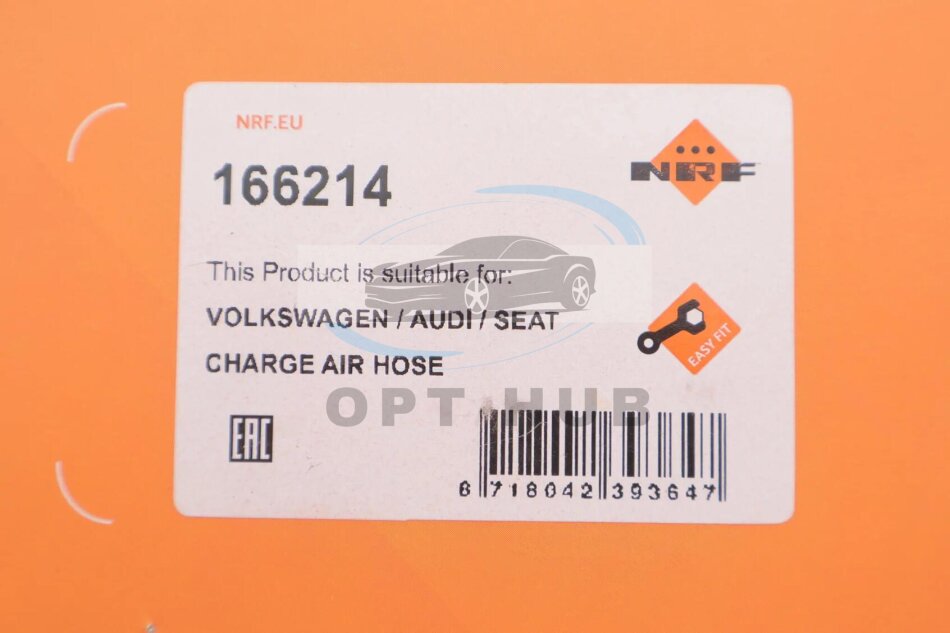 NRF.EU
166214
NRF
This Product is suitable for:
VOLKSWAGEN / AUDI / SEAT
CHARGE AIR HOSE
EASY FIT
OPT HUB
EAC
8 718042 393647